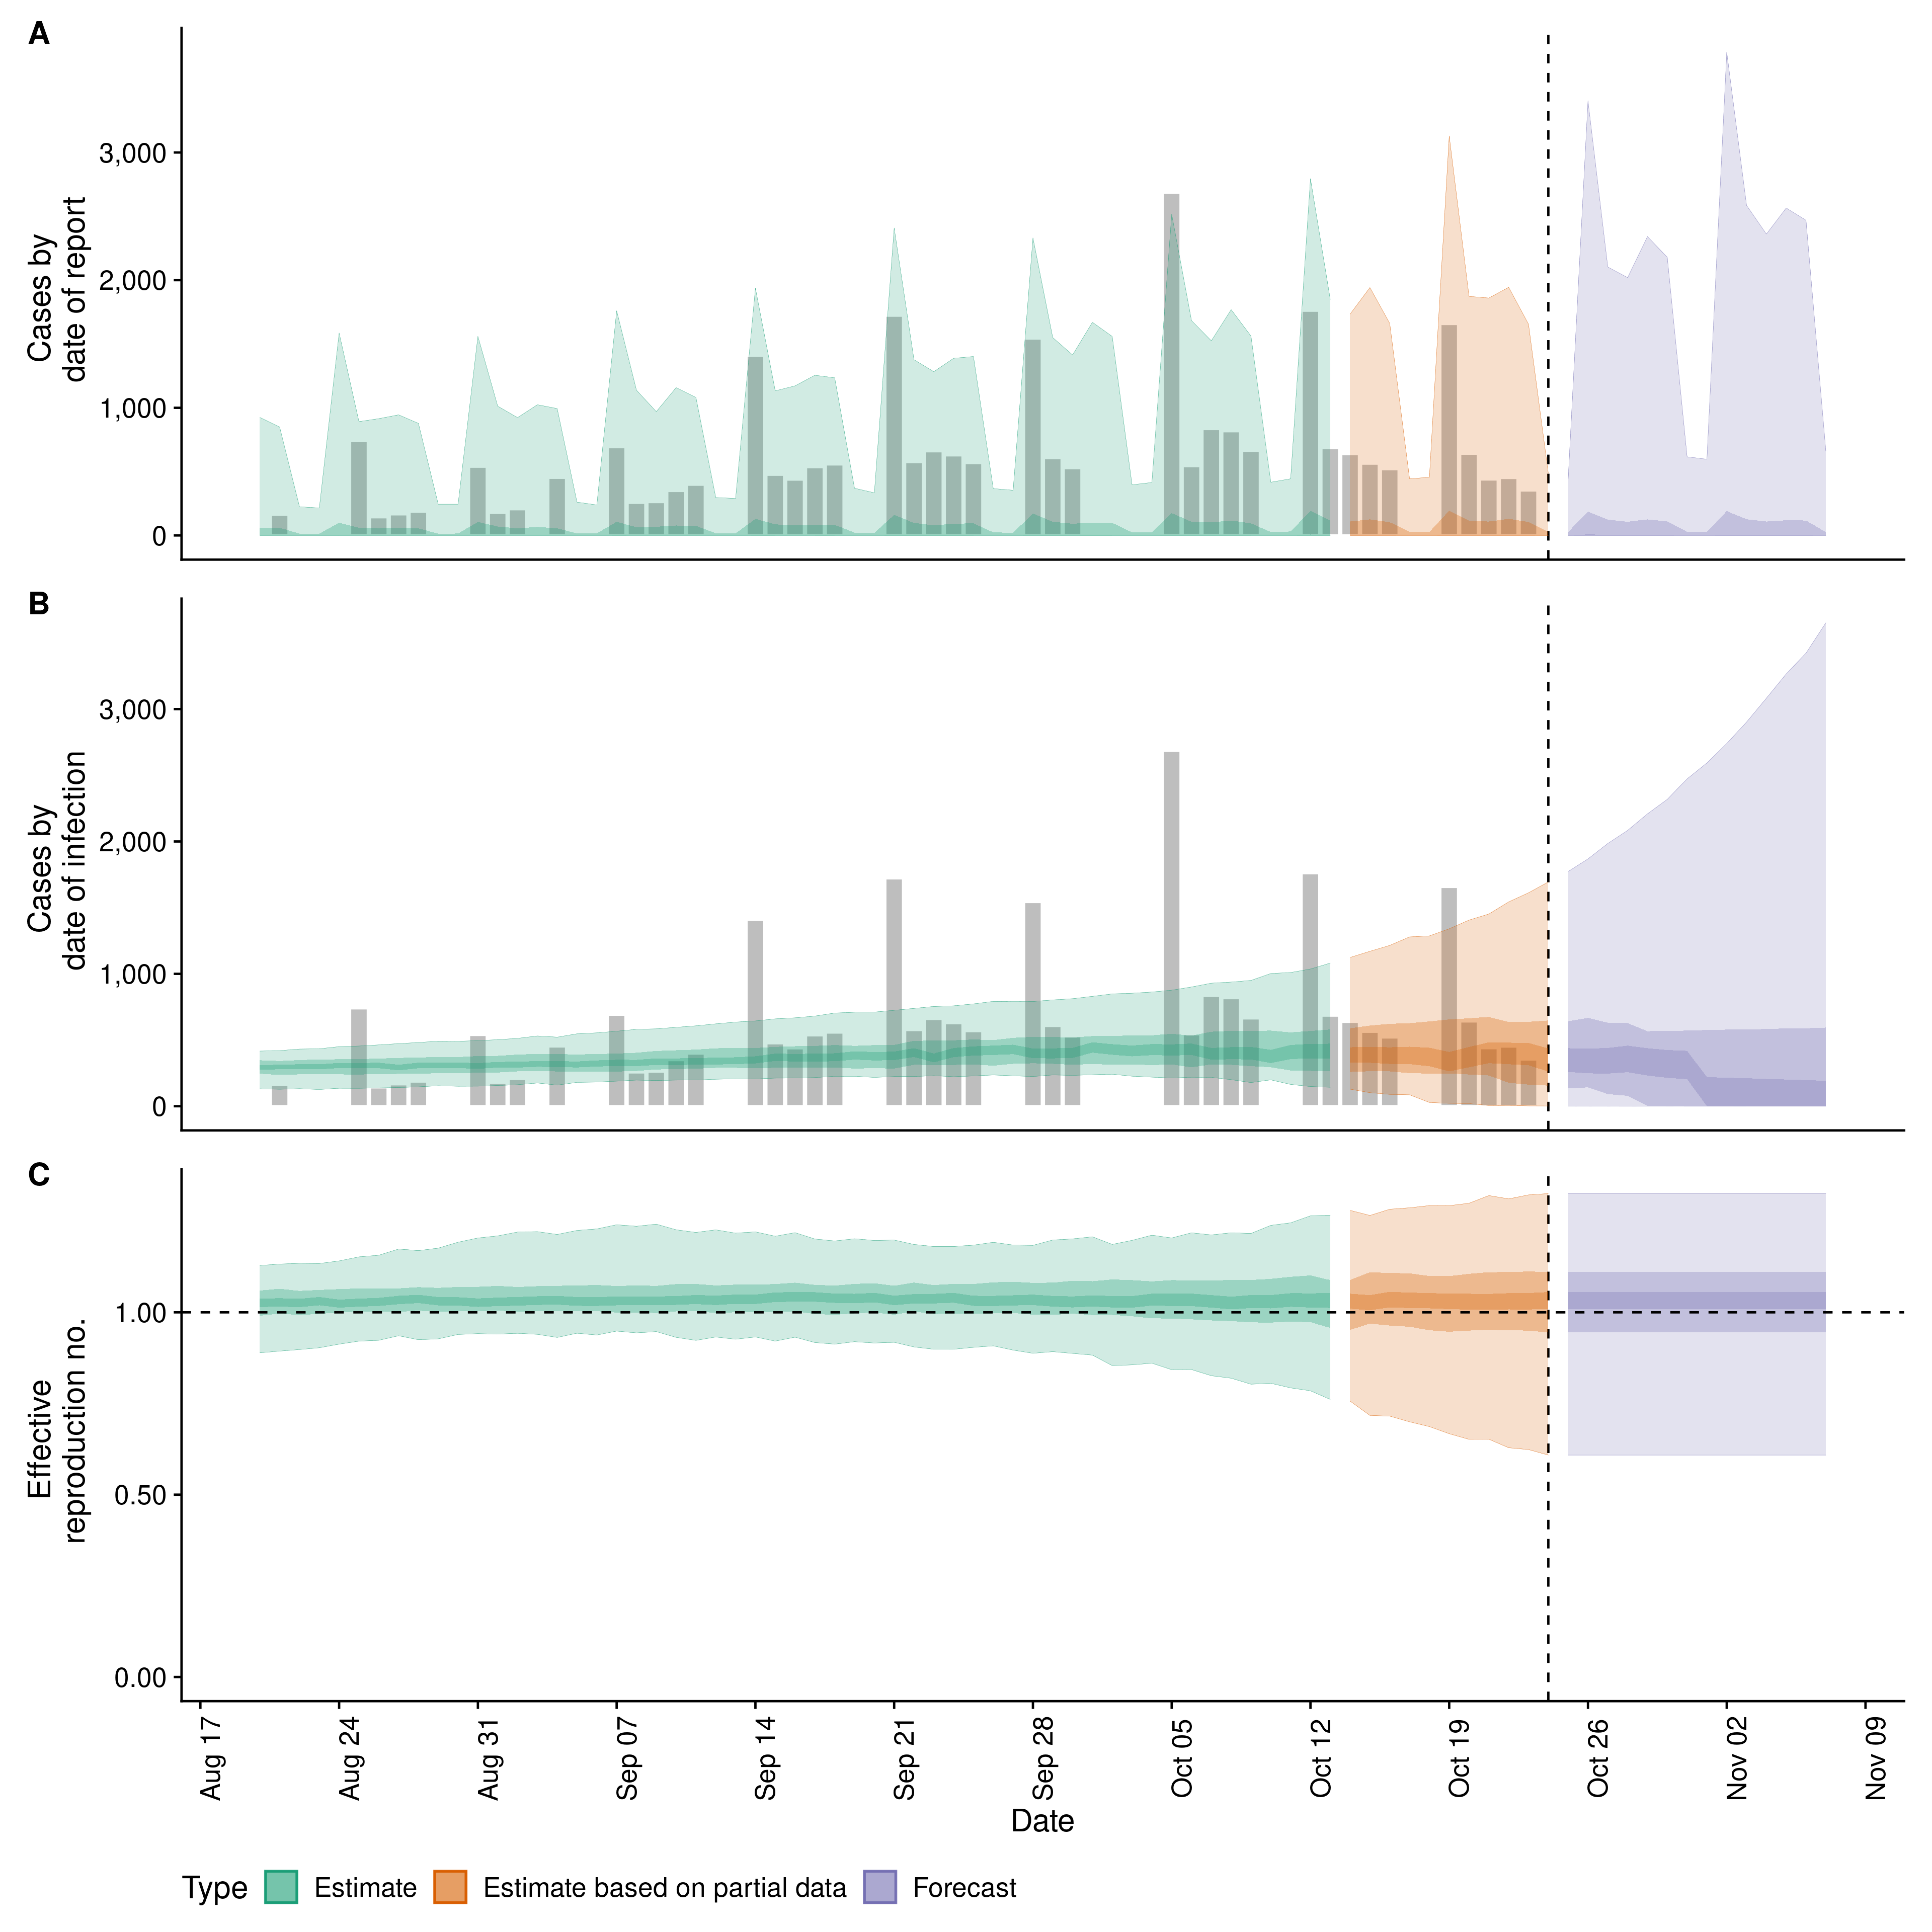 A
Cases by
date of report
3,000
2,000
1,000
0
B
Cases by
date of infection
3,000
2,000
1,000
0
C
Effective
reproduction no.
1.00
0.50
0.00
Aug 17
Aug 24
Aug 31
Sep 07
Sep 14
Sep 21
Sep 28
Oct 05
Oct 12
Oct 19
Oct 26
Nov 02
Nov 09
Date
Type Estimate Estimate based on partial data Forecast